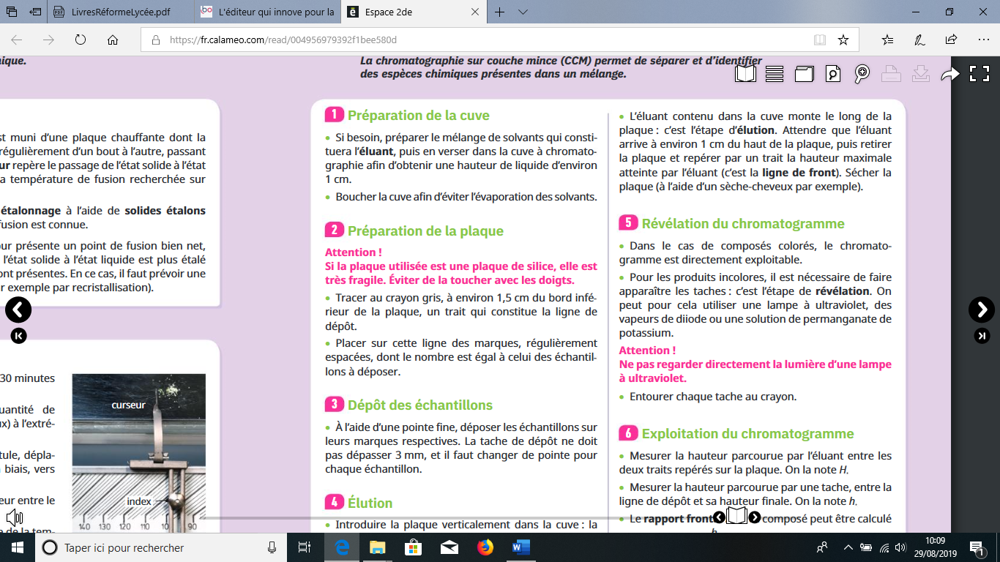 LivresRéformeLycée.pdf
L'éditeur qui innove pour la
Espace 2de
https://fr.calameo.com/read/004956979392f1bee580d
ique.
st muni d'une plaque chauffante dont la
régulièrement d'un bout à l'autre, passant
ur repère le passage de l'état solide à l'état
a température de fusion recherchée sur
étalonnage à l'aide de solides étalons
fusion est connue.
ur présente un point de fusion bien net,
l'état solide à l'état liquide est plus étalé
ont présentes. En ce cas, il faut prévoir une
r exemple par recristallisation).
30 minutes
uantité de
ux) à l'extré-
tule, dépla-
biais, vers
eur entre le
e de la tem-
curseur
index
140 130 120 110 100 90
La chromatographie sur couche mince (CCM) permet de séparer et d'identifier
des espèces chimiques présentes dans un mélange.
1 Préparation de la cuve
• Si besoin, préparer le mélange de solvants qui consti-
tuera l'éluant, puis en verser dans la cuve à chromato-
graphie afin d'obtenir une hauteur de liquide d'environ
1 cm.
• Boucher la cuve afin d'éviter l'évaporation des solvants.
2 Préparation de la plaque
Attention !
Si la plaque utilisée est une plaque de silice, elle est
très fragile. Éviter de la toucher avec les doigts.
• Tracer au crayon gris, à environ 1,5 cm du bord infé-
rieur de la plaque, un trait qui constitue la ligne de
dépôt.
• Placer sur cette ligne des marques, régulièrement
espacées, dont le nombre est égal à celui des échantil-
lons à déposer.
3 Dépôt des échantillons
• À l'aide d'une pointe fine, déposer les échantillons sur
leurs marques respectives. La tache de dépôt ne doit
pas dépasser 3 mm, et il faut changer de pointe pour
chaque échantillon.
4 Élution
• Introduire la plaque verticalement dans la cuve : la
• L'éluant contenu dans la cuve monte le long de la
plaque : c'est l'étape d'élution. Attendre que l'éluant
arrive à environ 1 cm du haut de la plaque, puis retirer
la plaque et repérer par un trait la hauteur maximale
atteinte par l'éluant (c'est la ligne de front). Sécher la
plaque (à l'aide d'un sèche-cheveux par exemple).
5 Révélation du chromatogramme
• Dans le cas de composés colorés, le chromato-
gramme est directement exploitable.
• Pour les produits incolores, il est nécessaire de faire
apparaître les taches : c'est l'étape de révélation. On
peut pour cela utiliser une lampe à ultraviolet, des
vapeurs de diiode ou une solution de permanganate de
potassium.
Attention !
Ne pas regarder directement la lumière d'une lampe
à ultraviolet.
• Entourer chaque tache au crayon.
6 Exploitation du chromatogramme
• Mesurer la hauteur parcourue par l'éluant entre les
deux traits repérés sur la plaque. On la note H.
• Mesurer la hauteur parcourue par une tache, entre la
ligne de dépôt et sa hauteur finale. On la note h.
• Le rapport front composé peut être calculé
Taper ici pour rechercher
10:09
29/08/2019
1